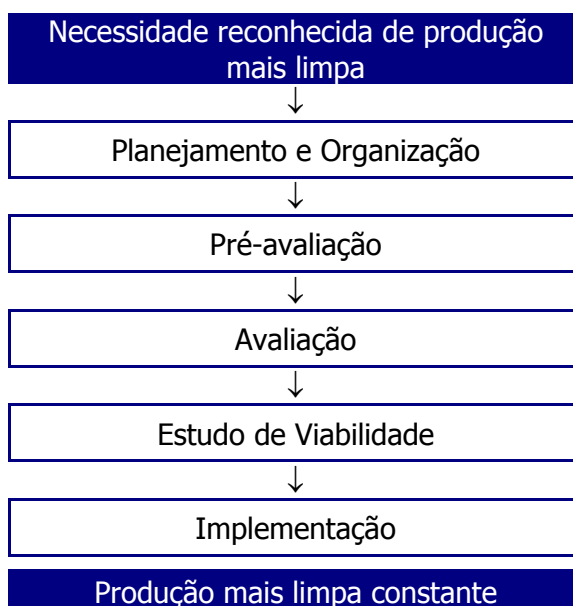 Necessidade reconhecida de produção
mais limpa
↓
Planejamento e Organização
↓
Pré-avaliação
↓
Avaliação
↓
Estudo de Viabilidade
↓
Implementação
Produção mais limpa constante